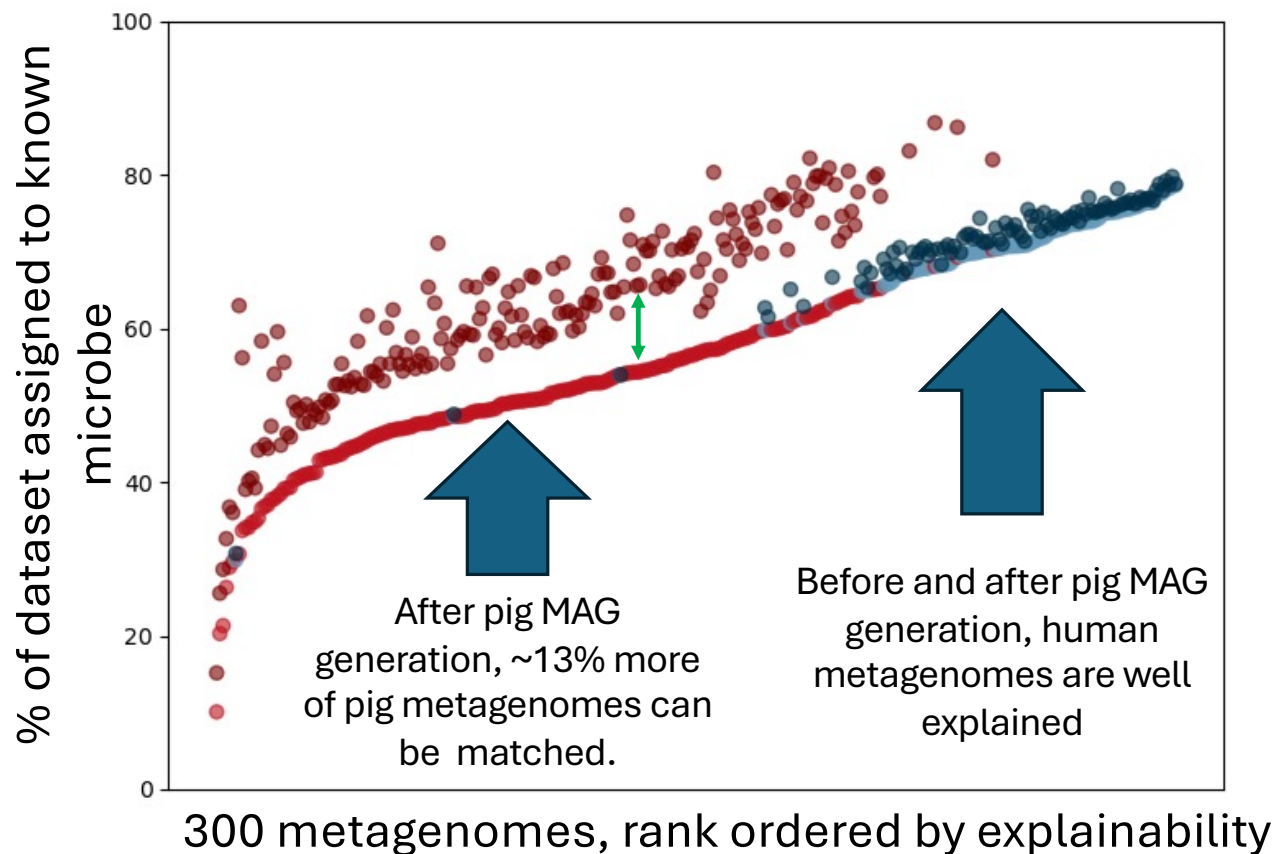 % of dataset assigned to known
microbe
100
80
60
40
20
0
After pig MAG
generation, ~13% more
of pig metagenomes can
be matched.
Before and after pig MAG
generation, human
metagenomes are well
explained
300 metagenomes, rank ordered by explainability